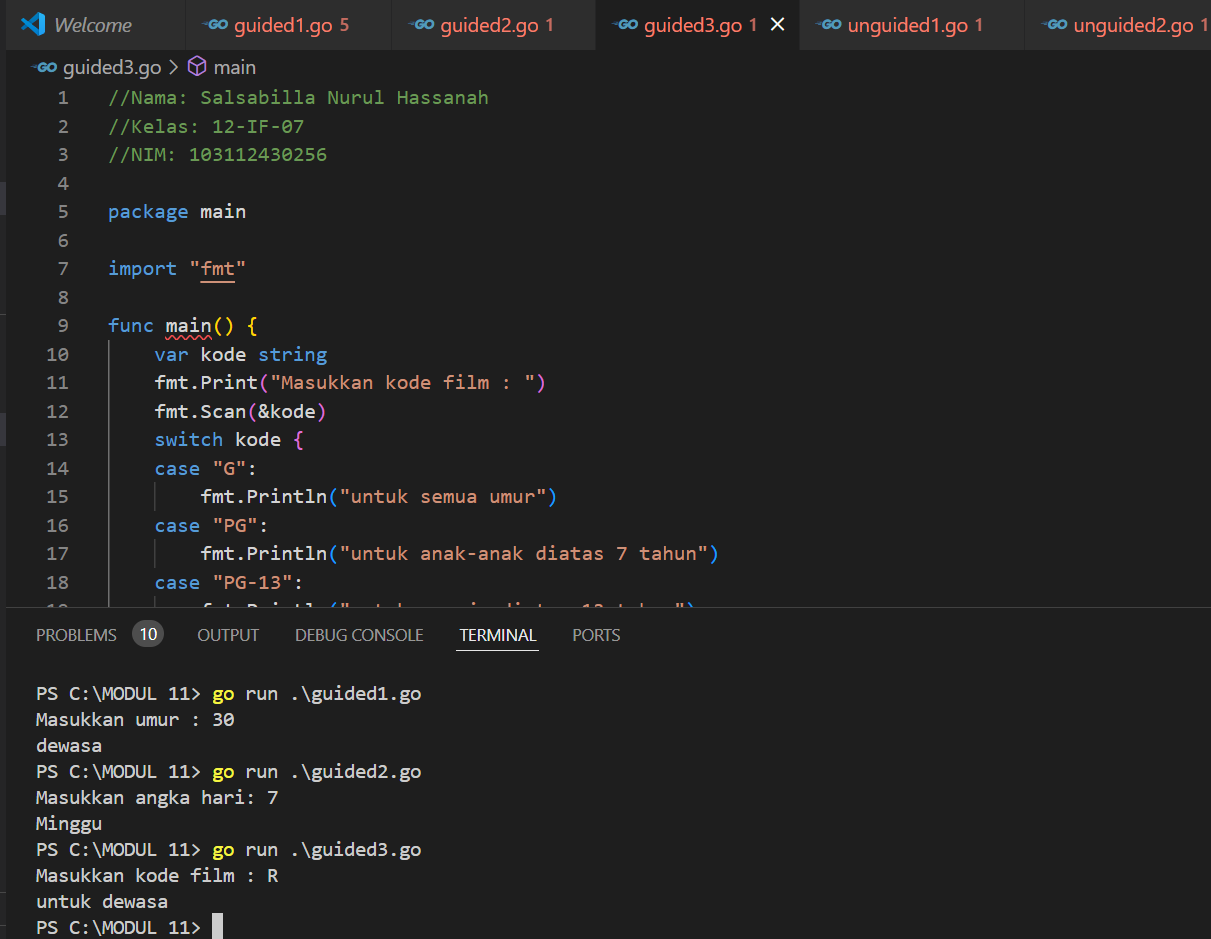 Welcome GO guided1.go 5 GO guided2.go 1 GO guided3.go 1 GO unguided1.go 1 GO unguided2.go 1
GO guided3.go > main
1 //Nama: Salsabilla Nurul Hassanah
2 //Kelas: 12-IF-07
3 //NIM: 103112430256
4
5 package main
6
7 import "fmt"
8
9 func main() {
10 var kode string
11 fmt.Print("Masukkan kode film : ")
12 fmt.Scan(&kode)
13 switch kode {
14 case "G":
15 fmt.Println("untuk semua umur")
16 case "PG":
17 fmt.Println("untuk anak-anak diatas 7 tahun")
18 case "PG-13":
PROBLEMS 10 OUTPUT DEBUG CONSOLE TERMINAL PORTS
PS C:\MODUL 11> go run .\guided1.go
Masukkan umur : 30
dewasa
PS C:\MODUL 11> go run .\guided2.go
Masukkan angka hari: 7
Minggu
PS C:\MODUL 11> go run .\guided3.go
Masukkan kode film : R
untuk dewasa
PS C:\MODUL 11>